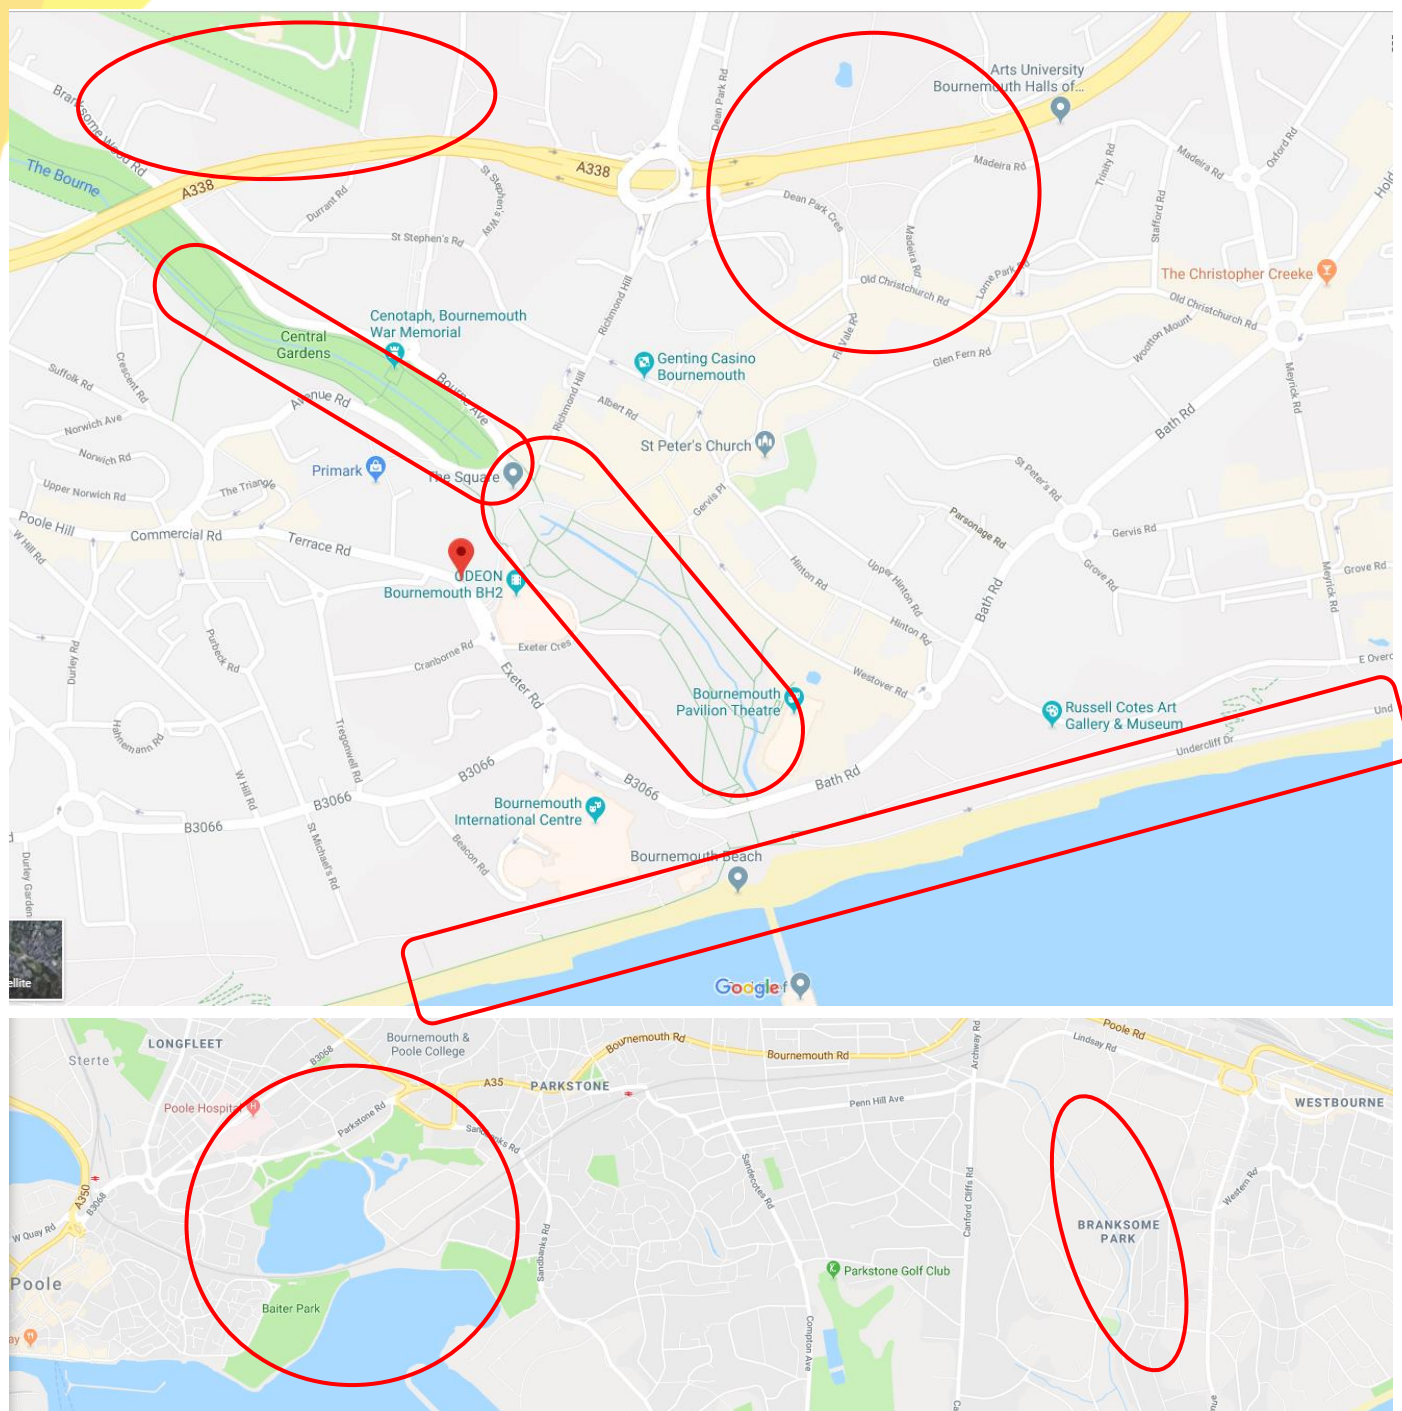 Arts University
Bournemouth Halls of...
Dean Park Rd
Branksome Wood Rd
The Bourne
A338
A338
Madeira Rd
Trinity Rd
Madeira Rd
Oxford Rd
Durrant Rd
St Stephen's Way
St Stephen's Rd
Dean Park Cres
Madeira Rd
Stafford Rd
Lorne Park Rd
The Christopher Creeke
Old Christchurch Rd
Old Christchurch Rd
Richmond Hill
Cenotaph, Bournemouth
War Memorial
Central
Gardens
Fir Vale Rd
Wootton Mount
Glen Fern Rd
Genting Casino
Bournemouth
Crescent Rd
Suffolk Rd
Avenue Rd
Bourne Ave
Richmond Hill
Albert Rd
Meyrick Rd
Bath Rd
Norwich Ave
St Peter's Church
Norwich Rd
Primark
The Square
St Peter's Rd
Upper Norwich Rd
The Triangle
Gervis Pl
Poole Hill
Commercial Rd
Terrace Rd
Parsonage Rd
Gervis Rd
W Hill Rd
ODEON
Bournemouth BH2
Hinton Rd
Upper Hinton Rd
Grove Rd
Grove Rd
Bath Rd
Meyrick Rd
Hinton Rd
Durley Rd
Purbeck Rd
Cranborne Rd
Exeter Cres
Exeter Rd
Westover Rd
Bournemouth
Pavilion Theatre
Russell Cotes Art
Gallery & Museum
Undercliff Dr
Hahnemann Rd
Tregonwell Rd
W Hill Rd
B3066
B3066
B3066
B3066
Bath Rd
Bournemouth
International Centre
St Michael's Rd
Beacon Rd
Bournemouth Beach
Durley Garden
ellite
Google
LONGFLEET
Sterte
B3068
Bournemouth &
Poole College
Bournemouth Rd
Bournemouth Rd
Archway Rd
Poole Rd
Lindsay Rd
A35
PARKSTONE
Poole Hospital
Parkstone Rd
Penn Hill Ave
WESTBOURNE
Sandbanks Rd
Sandecotes Rd
Canford Cliffs Rd
Western Rd
A350
B3068
W Quay Rd
BRANKSOME
PARK
Sandbanks Rd
Poole
Parkstone Golf Club
Baiter Park
Compton Ave